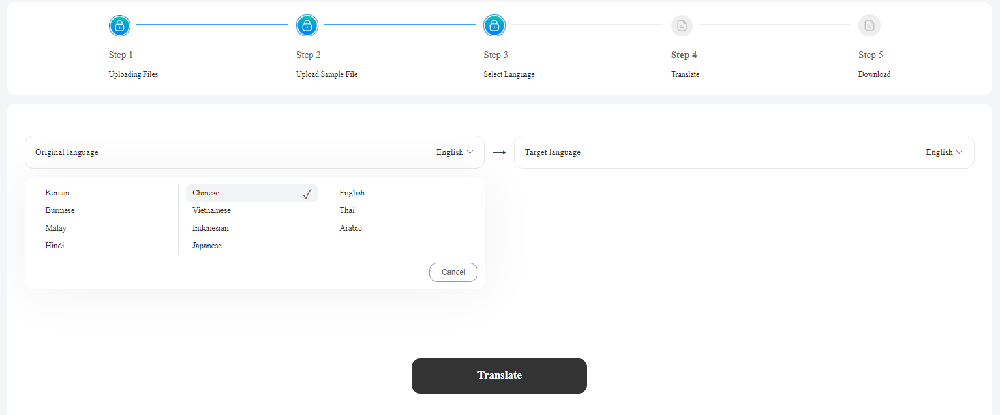 Step 1
Step 2
Step 3
Step 4
Step 5
Uploading Files
Upload Sample File
Select Language
Translate
Download
Original language
English
Target language
English
Korean
Chinese
English
Burmese
Vietnamese
Thai
Malay
Indonesian
Arabic
Hindi
Japanese
Cancel
Translate